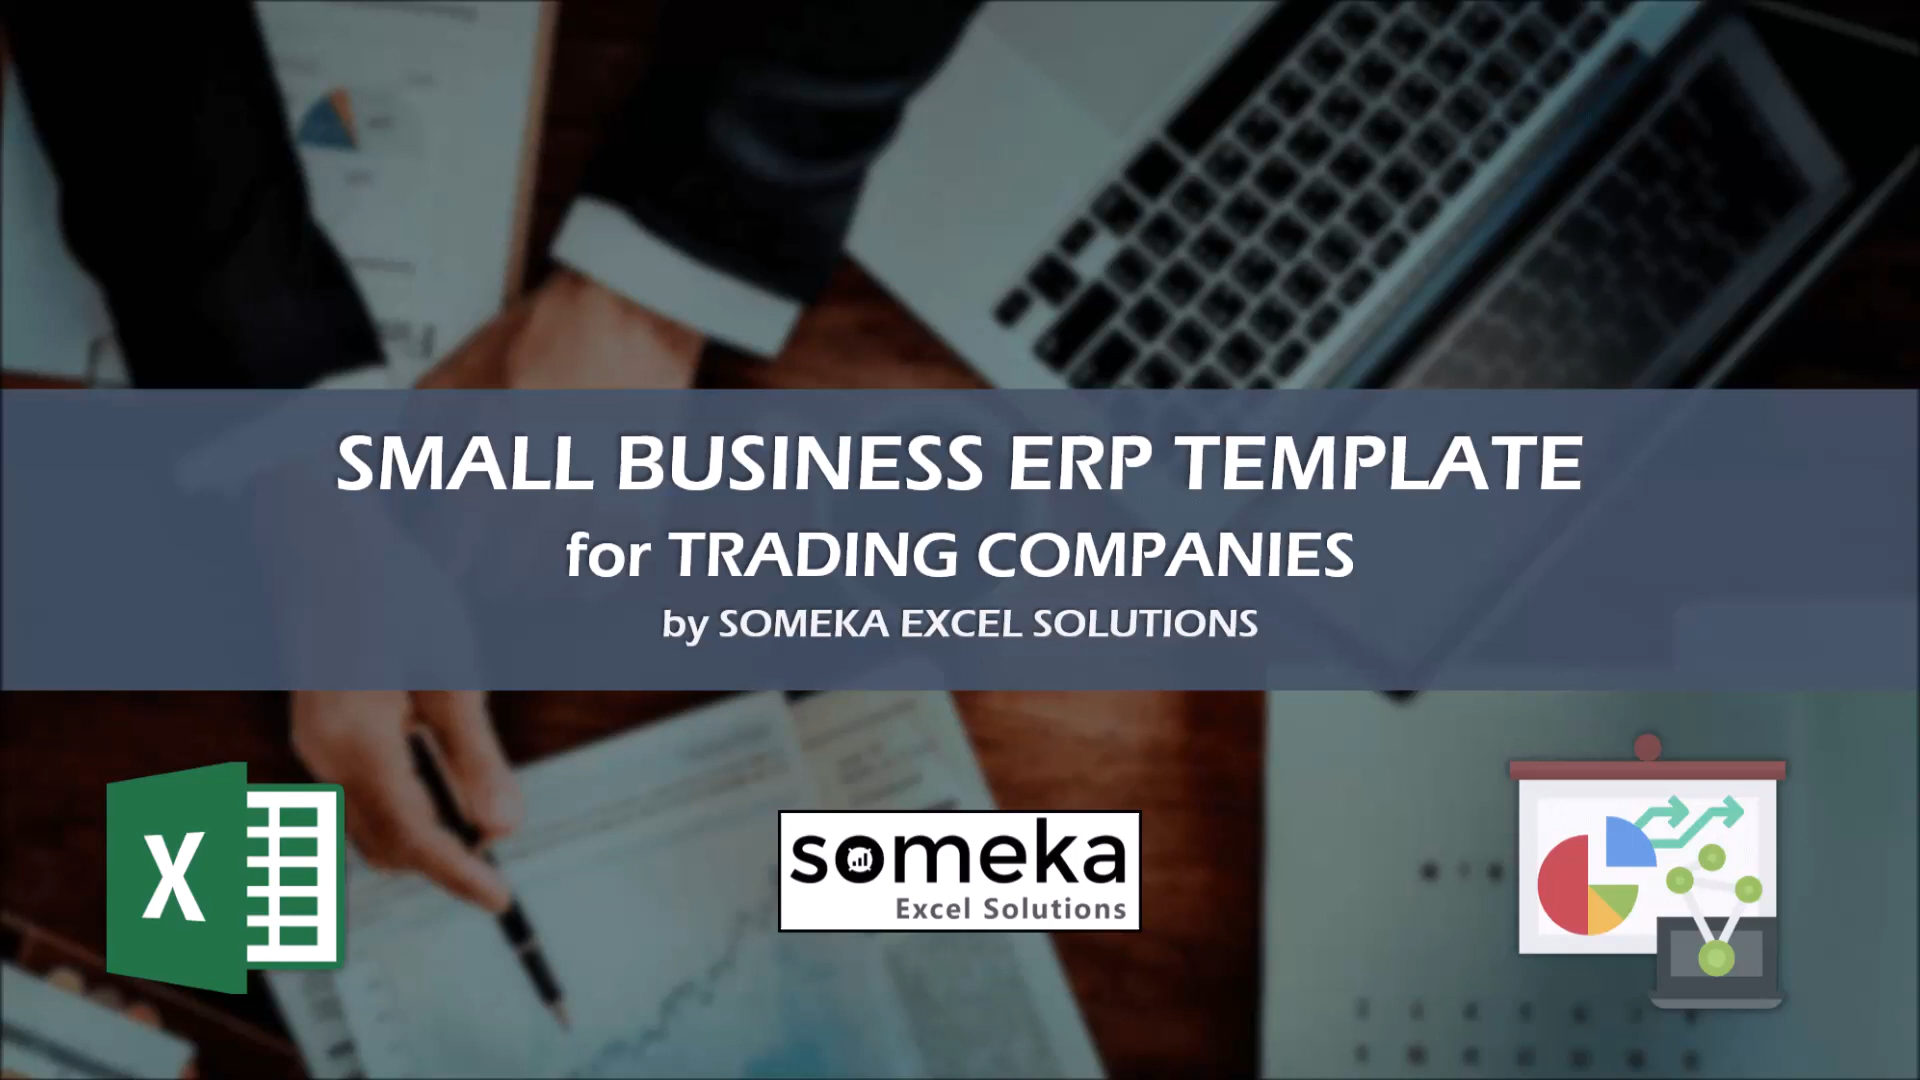 SMALL BUSINESS ERP TEMPLATE
for TRADING COMPANIES
by SOMEKA EXCEL SOLUTIONS
X
someka
Excel Solutions